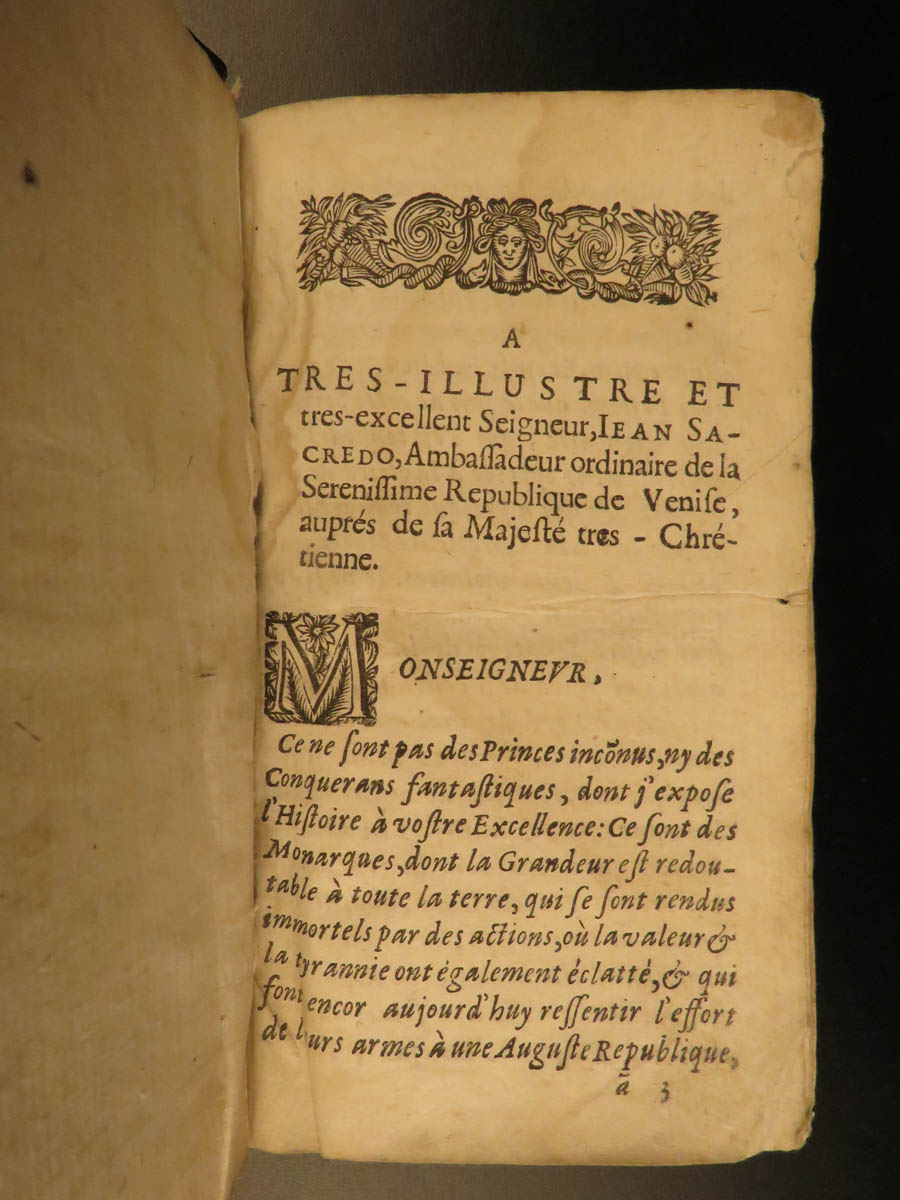 A
TRES-ILLUSTRE ET
tres-excellent Seigneur, IEAN SA-
CREDO, Ambaſſadeur ordinaire de la
Sereniſſime Republique de Veniſe,
auprés de ſa Majeſté tres - Chré-
tienne.
MONSEIGNEVR,
Ce ne ſont pas des Princes incōnus, ny des
Conquerans fantaſtiques, dont j'expoſe
l'Hiſtoire à voſtre Excellence: Ce ſont des
Monarques, dont la Grandeur eſt redou-
table à toute la terre, qui ſe ſont rendus
immortels par des actions, où la valeur &
la tyrannie ont également éclatté, & qui
font encor aujourd'huy reſſentir l'effort
de leurs armes à une Auguſte Republique,
ā 3